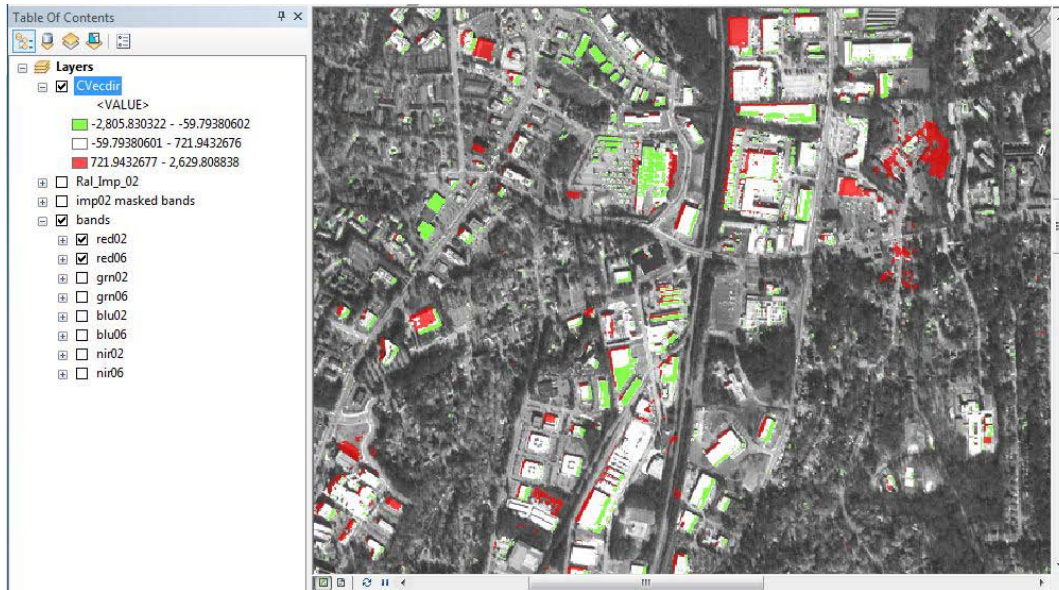 Table Of Contents
Layers
CVecdir
<VALUE>
-2,805.830322 - -59.79380602
-59.79380601 - 721.9432676
721.9432677 - 2,629.808838
Ral_Imp_02
imp02 masked bands
bands
red02
red06
grn02
grn06
blu02
blu06
nir02
nir06